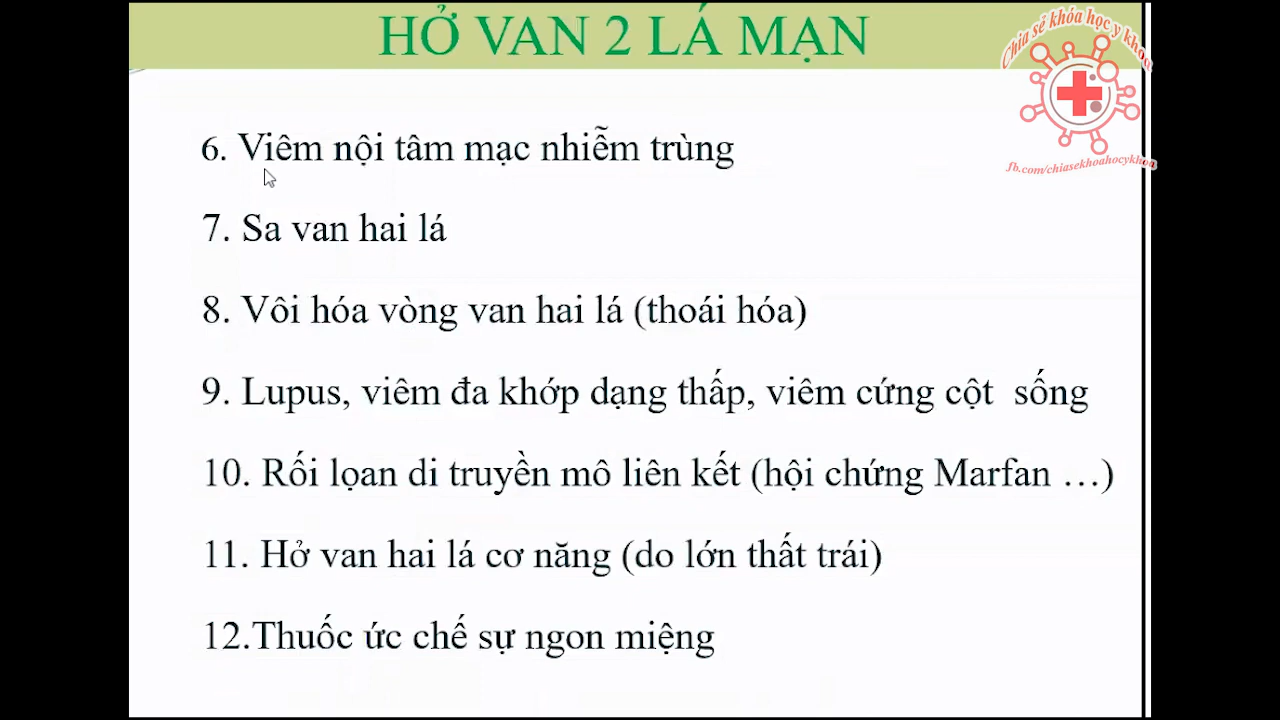 HỞ VAN 2 LÁ MẠN
Chia sẻ khóa học y khoa
fb.com/chiasekhoahocykhoa
6. Viêm nội tâm mạc nhiễm trùng
7. Sa van hai lá
8. Vôi hóa vòng van hai lá (thoái hóa)
9. Lupus, viêm đa khớp dạng thấp, viêm cứng cột sống
10. Rối lọan di truyền mô liên kết (hội chứng Marfan ...)
11. Hở van hai lá cơ năng (do lớn thất trái)
12.Thuốc ức chế sự ngon miệng